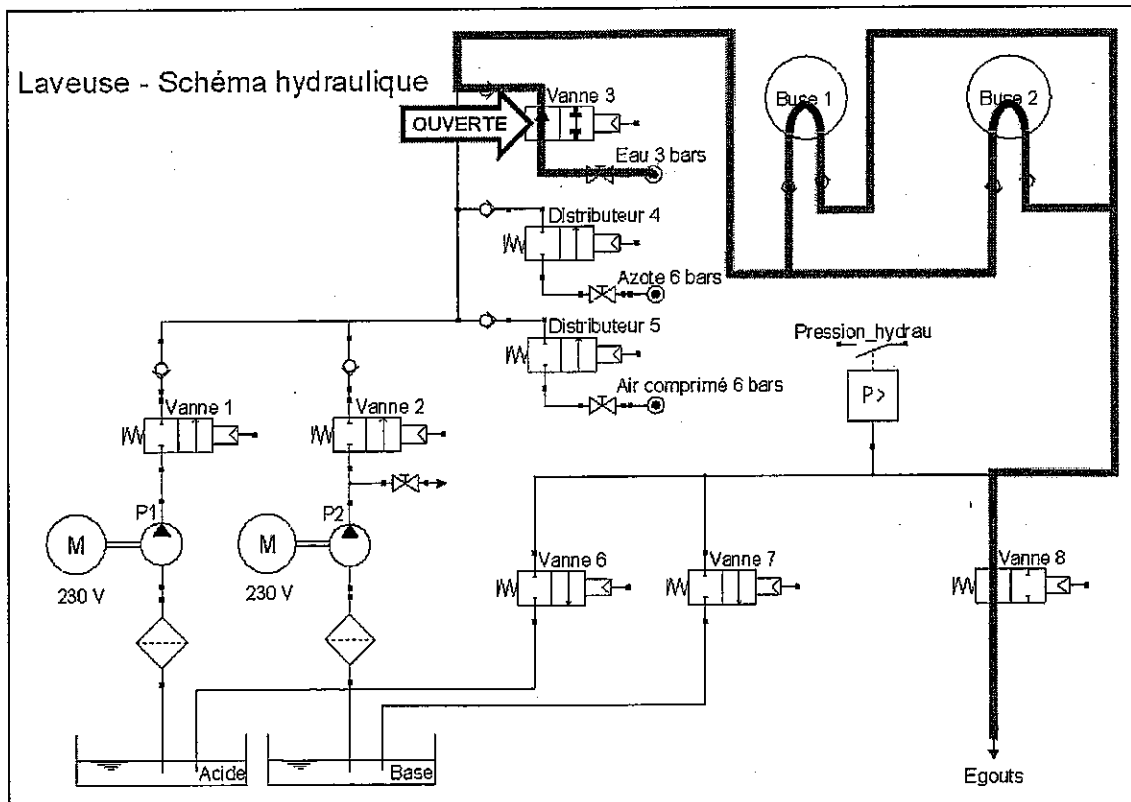 Laveuse - Schéma hydraulique
Vanne 3
OUVERTE
Eau 3 bars
Buse 1
Buse 2
Distributeur 4
Azote 6 bars
Distributeur 5
Air comprimé 6 bars
Pression_hydrau
P>
Vanne 1
Vanne 2
P1
P2
M
M
230 V
230 V
Vanne 6
Vanne 7
Vanne 8
Acide
Base
Egouts